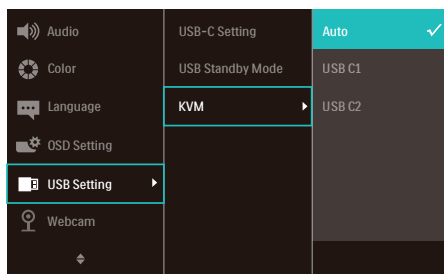 Audio
Color
Language
OSD Setting
USB Setting
Webcam
USB-C Setting
USB Standby Mode
KVM
Auto
USB C1
USB C2